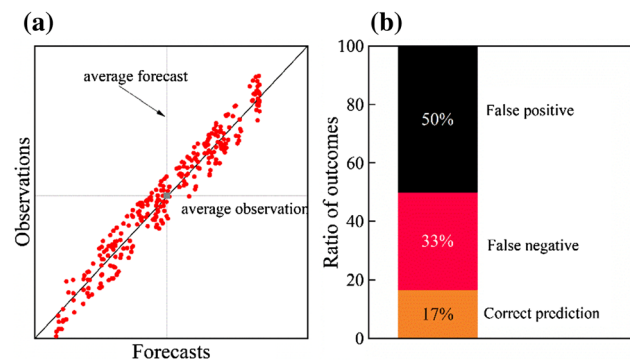 (a)
average forecast
average observation
Observations
Forecasts
(b)
Ratio of outcomes
100
80
60
40
20
0
50%
False positive
33%
False negative
17%
Correct prediction